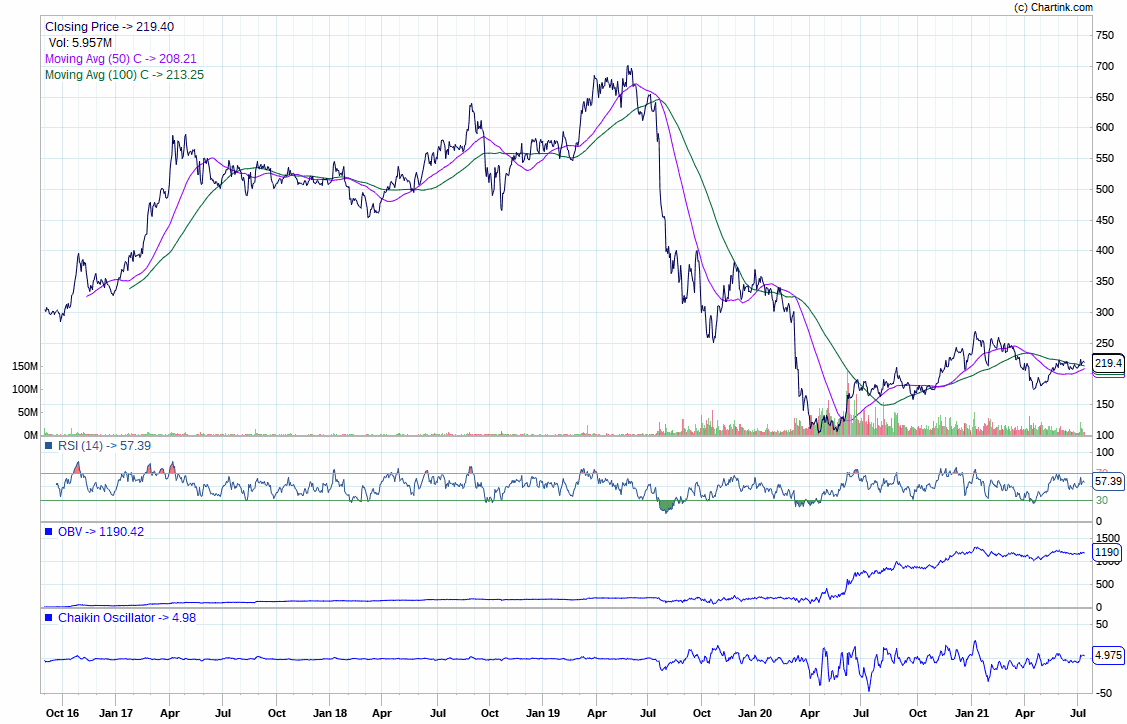 (c) Chartink.com
Closing Price -> 219.40
Vol: 5.957M
Moving Avg (50) C -> 208.21
Moving Avg (100) C -> 213.25
750
700
650
600
550
500
450
400
350
300
250
219.4
150
100
150M
100M
50M
0M
RSI (14) -> 57.39
100
70
57.39
30
0
OBV -> 1190.42
1500
1190
1000
500
0
Chaikin Oscillator -> 4.98
50
4.975
-50
Oct 16 Jan 17 Apr Jul Oct Jan 18 Apr Jul Oct Jan 19 Apr Jul Oct Jan 20 Apr Jul Oct Jan 21 Apr Jul